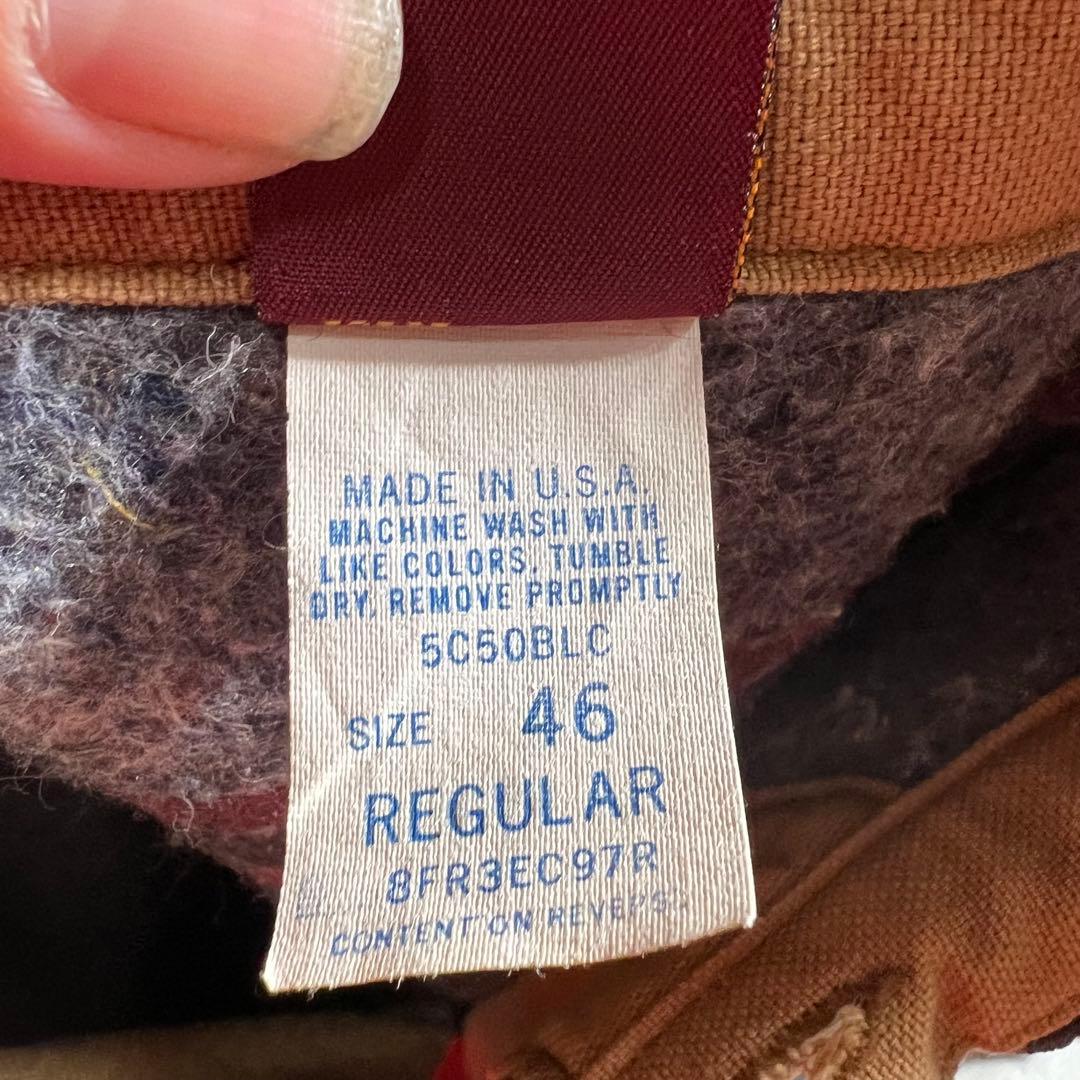 MADE IN U.S.A.
MACHINE WASH WITH
LIKE COLORS, TUMBLE
DRY, REMOVE PROMPTLY
5C50BLC
SIZE 46
REGULAR
8FR3EC97R
CONTENT ON REVERSE